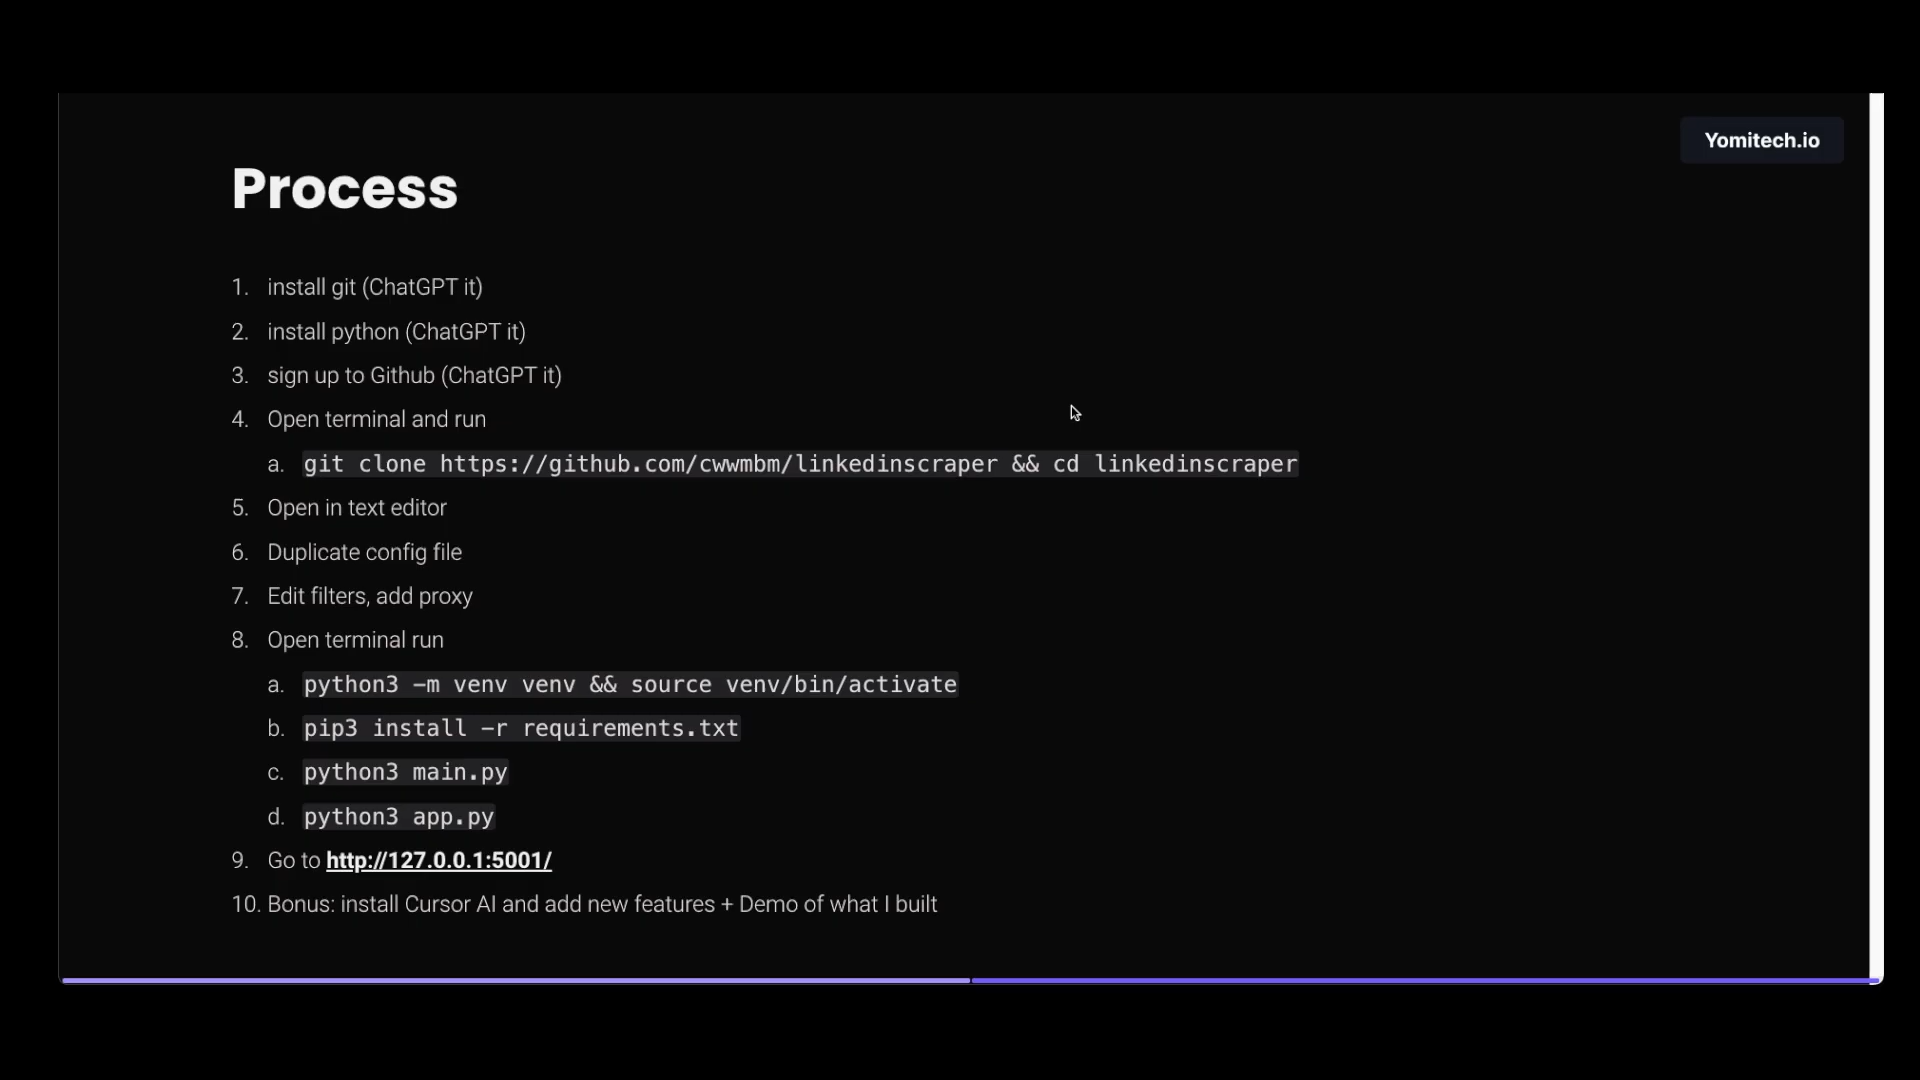 Yomitech.io
Process
1. install git (ChatGPT it)
2. install python (ChatGPT it)
3. sign up to Github (ChatGPT it)
4. Open terminal and run
a. git clone https://github.com/cwwmbm/linkedinscraper && cd linkedinscraper
5. Open in text editor
6. Duplicate config file
7. Edit filters, add proxy
8. Open terminal run
a. python3 -m venv venv && source venv/bin/activate
b. pip3 install -r requirements.txt
c. python3 main.py
d. python3 app.py
9. Go to http://127.0.0.1:5001/
10. Bonus: install Cursor AI and add new features + Demo of what I built